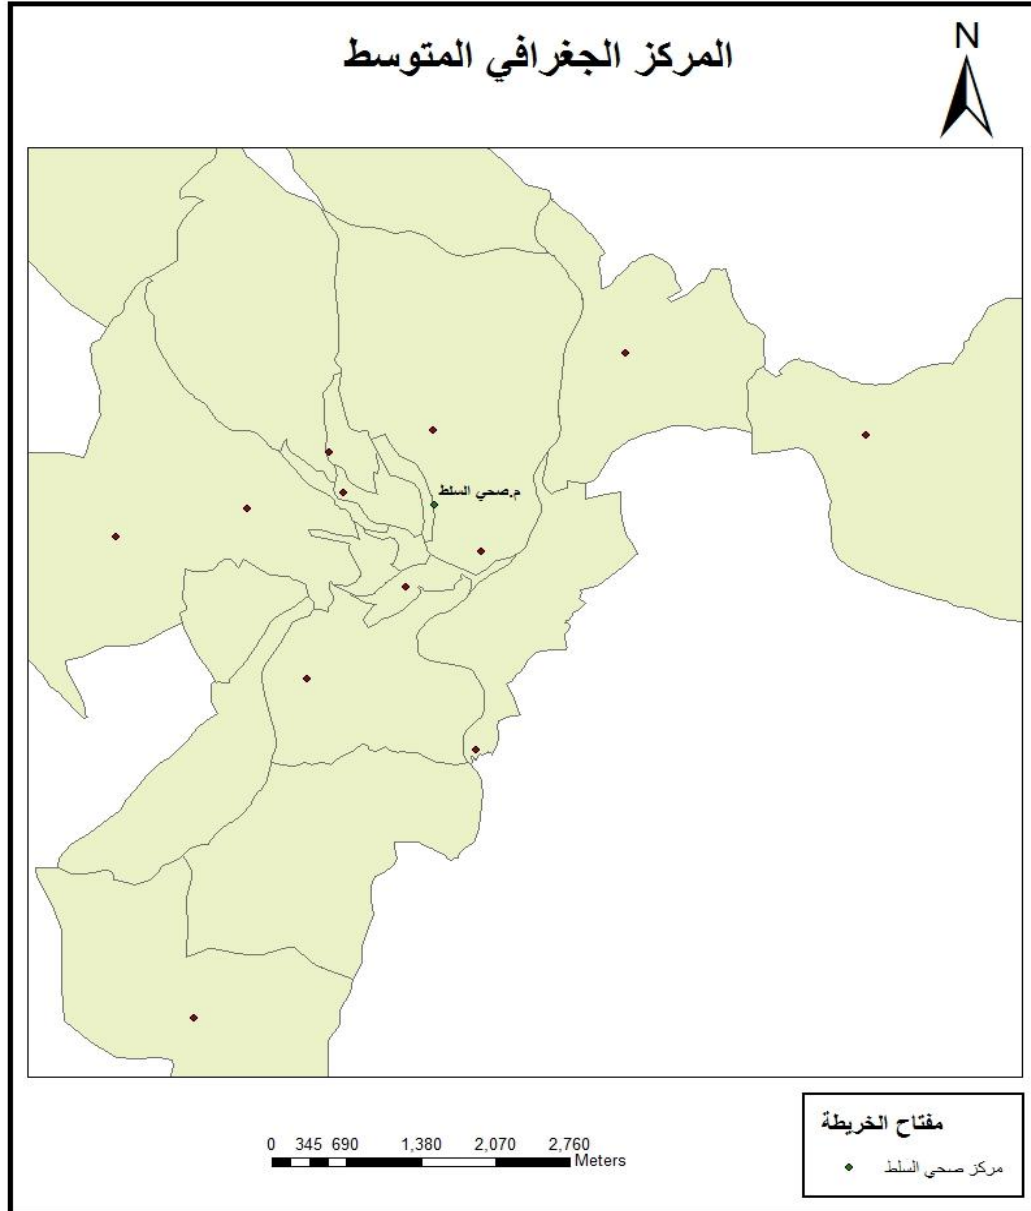 المركز الجغرافي المتوسط
N
م.صحي السلط
0 345 690 1,380 2,070 2,760
Meters
مفتاح الخريطة
مركز صحي السلط